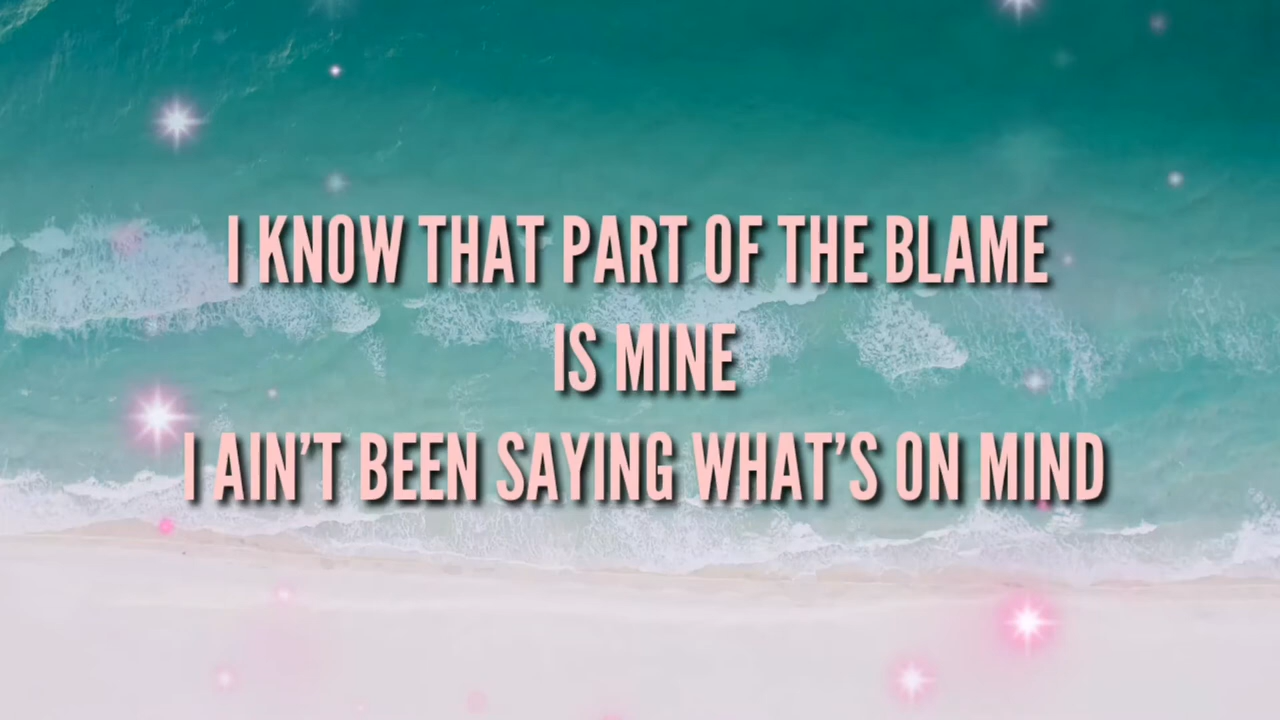 I KNOW THAT PART OF THE BLAME
IS MINE
I AIN'T BEEN SAYING WHAT'S ON MIND